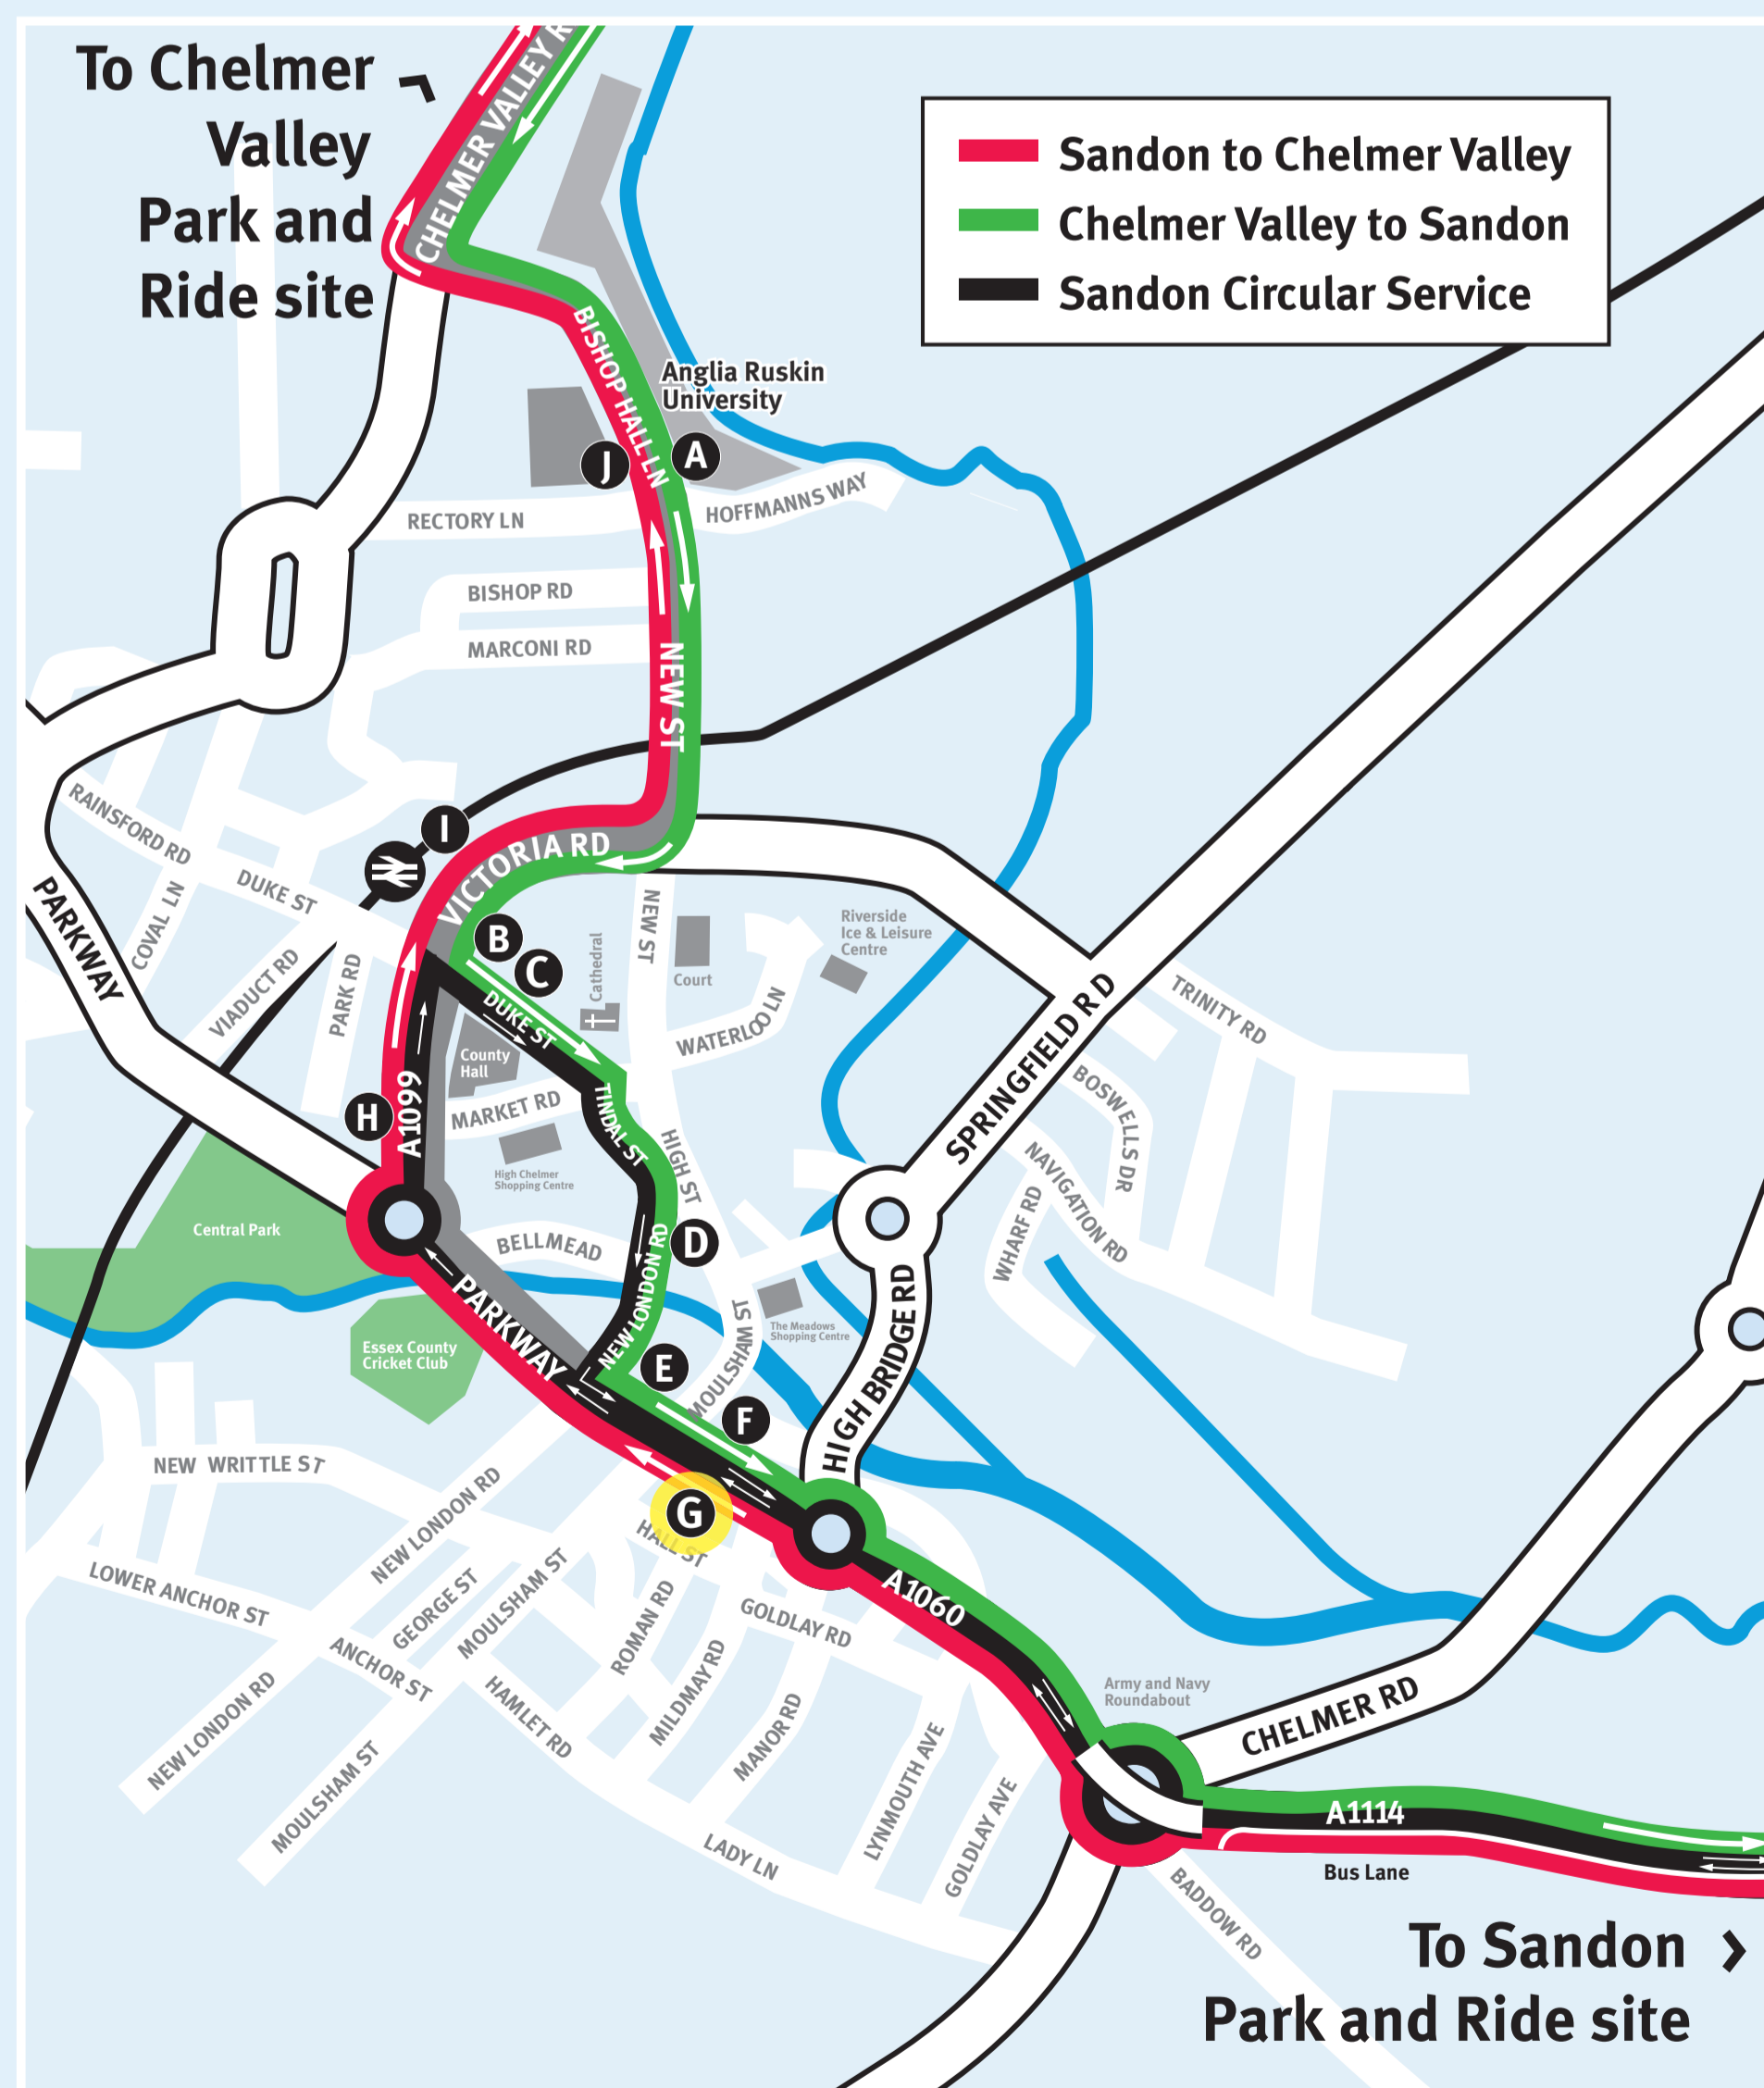 To Chelmer
Valley
Park and
Ride site
Sandon to Chelmer Valley
Chelmer Valley to Sandon
Sandon Circular Service
CHELMER VALLEY
BISHOP HALL LN
Anglia Ruskin
University
J
A
HOFFMANNS WAY
RECTORY LN
BISHOP RD
MARCONI RD
NEW ST
RAINSFORD RD
I
VICTORIA RD
DUKE ST
COVAL LN
PARKWAY
VIADUCT RD
PARK RD
B
C
NEW ST
Cathedral
Court
Riverside
Ice & Leisure
Centre
DUKE ST
WATERLOO LN
County
Hall
TRINITY RD
SPRINGFIELD RD
BOSWELLS DR
NAVIGATION RD
WHARF RD
H
A1099
MARKET RD
TINDAL ST
High Chelmer
Shopping Centre
HIGH ST
Central Park
BELLMEAD
D
NEW LONDON RD
PARKWAY
The Meadows
Shopping Centre
HIGH BRIDGE RD
Essex County
Cricket Club
E
MOULSHAM ST
F
G
HALL ST
NEW WRITTLE ST
NEW LONDON RD
LOWER ANCHOR ST
GEORGE ST
MOULSHAM ST
ANCHOR ST
ROMAN RD
GOLDLAY RD
A1060
MILDMAY RD
MANOR RD
HAMLET RD
NEW LONDON RD
MOULSHAM ST
LADY LN
LYNMOUTH AVE
GOLDLAY AVE
Army and Navy
Roundabout
CHELMER RD
A1114
Bus Lane
BADDOW RD
To Sandon
Park and Ride site